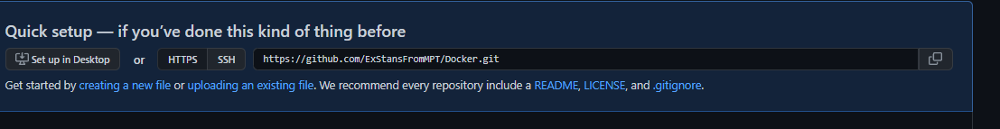 Quick setup — if you’ve done this kind of thing before
Set up in Desktop or HTTPS SSH https://github.com/ExStansFromMPT/Docker.git
Get started by creating a new file or uploading an existing file. We recommend every repository include a README, LICENSE, and .gitignore.